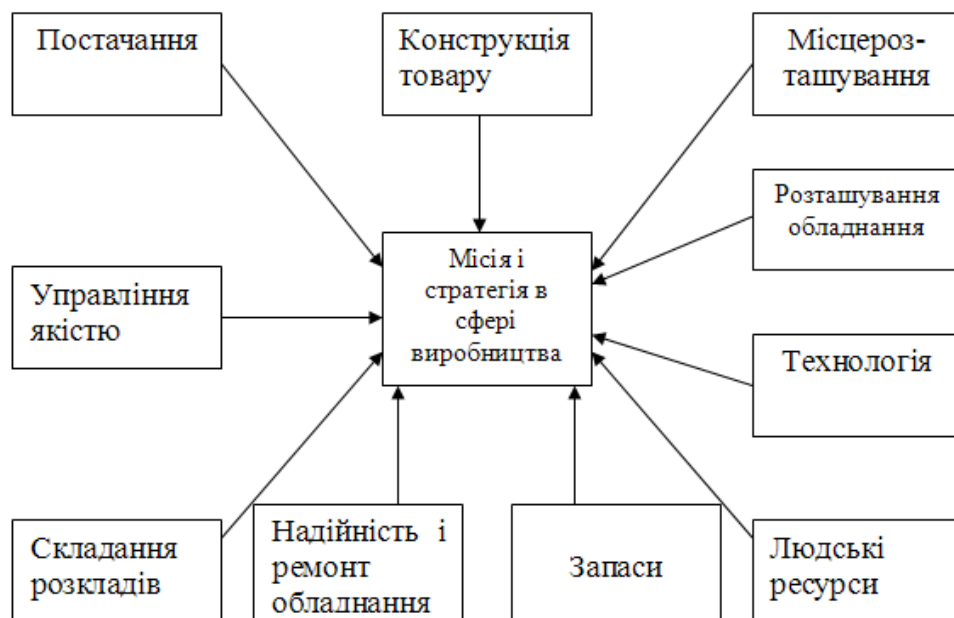 Постачання
Конструкція
товару
Місцероз-
ташування
Розташування
обладнання
Місія і
стратегія в
сфері
виробництва
Управління
якістю
Технологія
Складання
розкладів
Надійність і
ремонт
обладнання
Запаси
Людські
ресурси